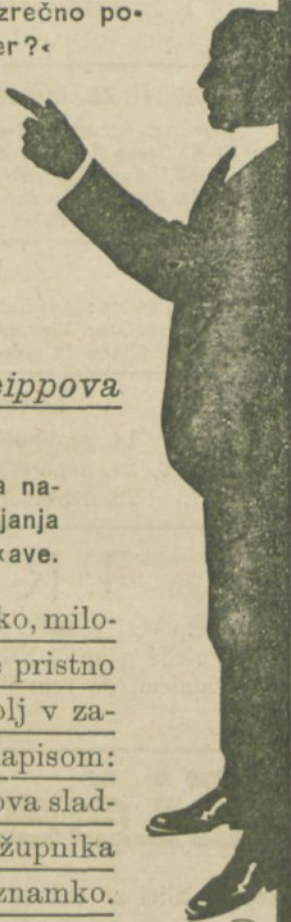 zrečno po-
er?«
eippova
a na-
janja
kave.
ko, milo-
e pristno
olj v za-
apisom:
ova slad-
župnika
znamko.